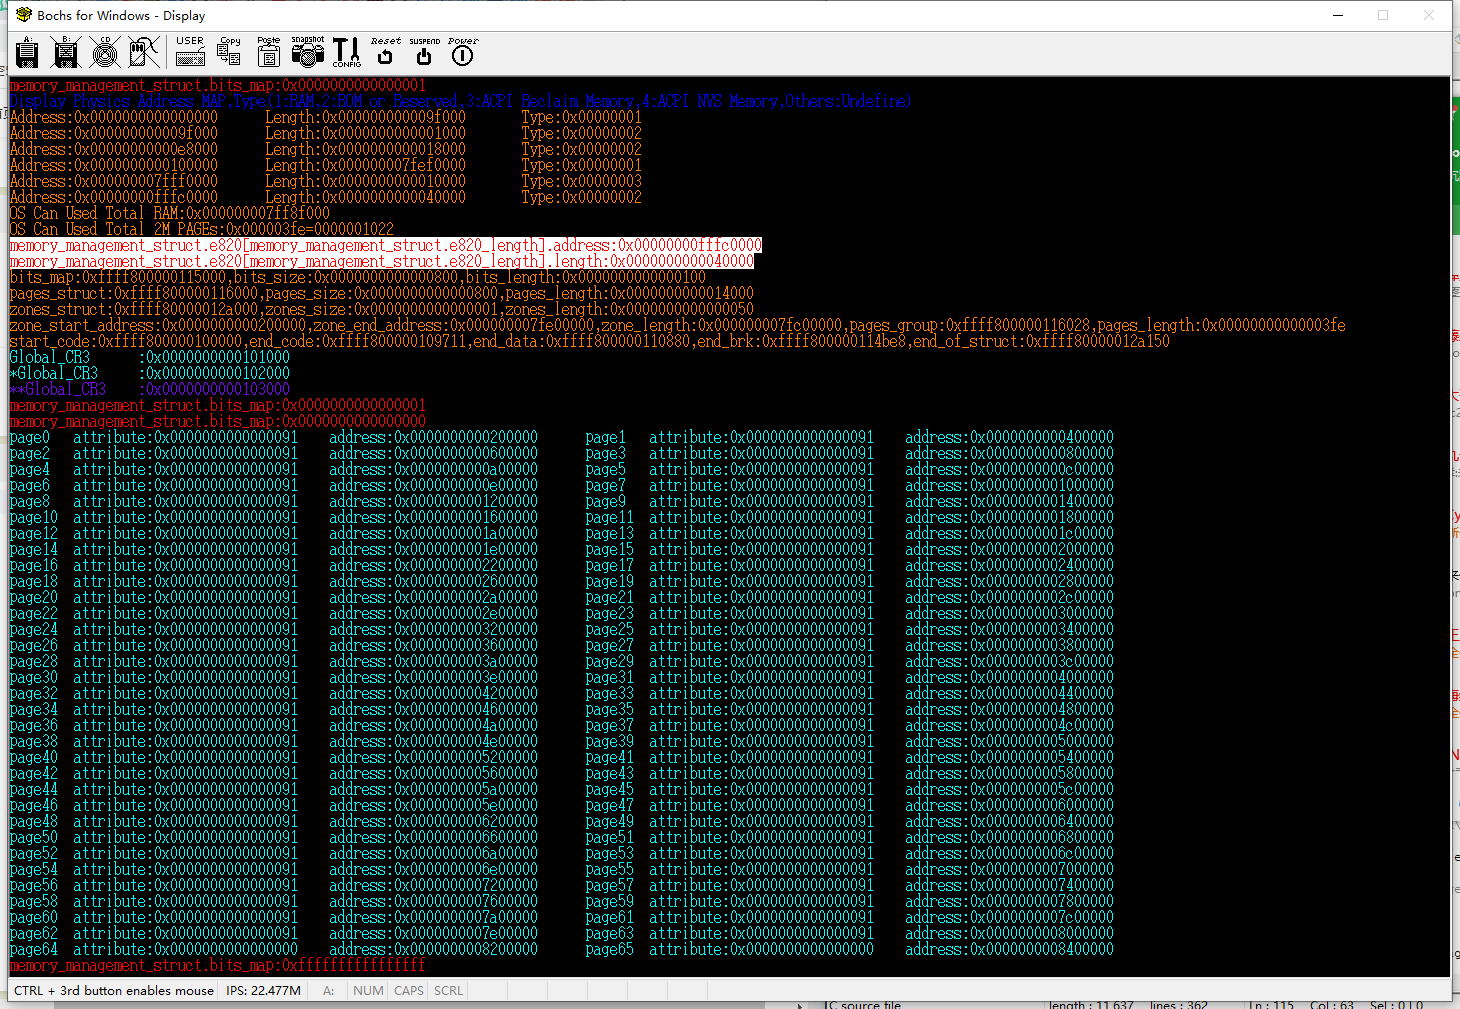 Bochs for Windows - Display
A: B: CD USER Copy Paste snapshot CONFIG Reset SUSPEND Power
memory_management_struct.bits_map:0x0000000000000001
Display Physics Address MAP,Type(1:RAM,2:ROM or Reserved,3:ACPI Reclaim Memory,4:ACPI NVS Memory,Others:Undefine)
Address:0x0000000000000000 Length:0x000000000009f000 Type:0x00000001
Address:0x000000000009f000 Length:0x0000000000001000 Type:0x00000002
Address:0x00000000000e8000 Length:0x0000000000018000 Type:0x00000002
Address:0x0000000000100000 Length:0x000000007fef0000 Type:0x00000001
Address:0x000000007fff0000 Length:0x0000000000010000 Type:0x00000003
Address:0x00000000fffc0000 Length:0x0000000000040000 Type:0x00000002
OS Can Used Total RAM:0x000000007ff8f000
OS Can Used Total 2M PAGEs:0x000003fe=0000001022
memory_management_struct.e820[memory_management_struct.e820_length].address:0x00000000fffc0000
memory_management_struct.e820[memory_management_struct.e820_length].length:0x0000000000040000
bits_map:0xffff800000115000,bits_size:0x0000000000000800,bits_length:0x0000000000000100
pages_struct:0xffff800000116000,pages_size:0x0000000000000800,pages_length:0x0000000000014000
zones_struct:0xffff80000012a000,zones_size:0x0000000000000001,zones_length:0x0000000000000050
zone_start_address:0x0000000000200000,zone_end_address:0x000000007fe00000,zone_length:0x000000007fc00000,pages_group:0xffff800000116028,pages_length:0x00000000000003fe
start_code:0xffff800000100000,end_code:0xffff800000109711,end_data:0xffff800000110880,end_brk:0xffff800000114be8,end_of_struct:0xffff80000012a150
Global_CR3 :0x0000000000101000
*Global_CR3 :0x0000000000102000
**Global_CR3 :0x0000000000103000
memory_management_struct.bits_map:0x0000000000000001
memory_management_struct.bits_map:0x0000000000000000
page0 attribute:0x0000000000000091 address:0x0000000000200000 page1 attribute:0x0000000000000091 address:0x0000000000400000
page2 attribute:0x0000000000000091 address:0x0000000000600000 page3 attribute:0x0000000000000091 address:0x0000000000800000
page4 attribute:0x0000000000000091 address:0x0000000000a00000 page5 attribute:0x0000000000000091 address:0x0000000000c00000
page6 attribute:0x0000000000000091 address:0x0000000000e00000 page7 attribute:0x0000000000000091 address:0x0000000001000000
page8 attribute:0x0000000000000091 address:0x0000000001200000 page9 attribute:0x0000000000000091 address:0x0000000001400000
page10 attribute:0x0000000000000091 address:0x0000000001600000 page11 attribute:0x0000000000000091 address:0x0000000001800000
page12 attribute:0x0000000000000091 address:0x0000000001a00000 page13 attribute:0x0000000000000091 address:0x0000000001c00000
page14 attribute:0x0000000000000091 address:0x0000000001e00000 page15 attribute:0x0000000000000091 address:0x0000000002000000
page16 attribute:0x0000000000000091 address:0x0000000002200000 page17 attribute:0x0000000000000091 address:0x0000000002400000
page18 attribute:0x0000000000000091 address:0x0000000002600000 page19 attribute:0x0000000000000091 address:0x0000000002800000
page20 attribute:0x0000000000000091 address:0x0000000002a00000 page21 attribute:0x0000000000000091 address:0x0000000002c00000
page22 attribute:0x0000000000000091 address:0x0000000002e00000 page23 attribute:0x0000000000000091 address:0x0000000003000000
page24 attribute:0x0000000000000091 address:0x0000000003200000 page25 attribute:0x0000000000000091 address:0x0000000003400000
page26 attribute:0x0000000000000091 address:0x0000000003600000 page27 attribute:0x0000000000000091 address:0x0000000003800000
page28 attribute:0x0000000000000091 address:0x0000000003a00000 page29 attribute:0x0000000000000091 address:0x0000000003c00000
page30 attribute:0x0000000000000091 address:0x0000000003e00000 page31 attribute:0x0000000000000091 address:0x0000000004000000
page32 attribute:0x0000000000000091 address:0x0000000004200000 page33 attribute:0x0000000000000091 address:0x0000000004400000
page34 attribute:0x0000000000000091 address:0x0000000004600000 page35 attribute:0x0000000000000091 address:0x0000000004800000
page36 attribute:0x0000000000000091 address:0x0000000004a00000 page37 attribute:0x0000000000000091 address:0x0000000004c00000
page38 attribute:0x0000000000000091 address:0x0000000004e00000 page39 attribute:0x0000000000000091 address:0x0000000005000000
page40 attribute:0x0000000000000091 address:0x0000000005200000 page41 attribute:0x0000000000000091 address:0x0000000005400000
page42 attribute:0x0000000000000091 address:0x0000000005600000 page43 attribute:0x0000000000000091 address:0x0000000005800000
page44 attribute:0x0000000000000091 address:0x0000000005a00000 page45 attribute:0x0000000000000091 address:0x0000000005c00000
page46 attribute:0x0000000000000091 address:0x0000000005e00000 page47 attribute:0x0000000000000091 address:0x0000000006000000
page48 attribute:0x0000000000000091 address:0x0000000006200000 page49 attribute:0x0000000000000091 address:0x0000000006400000
page50 attribute:0x0000000000000091 address:0x0000000006600000 page51 attribute:0x0000000000000091 address:0x0000000006800000
page52 attribute:0x0000000000000091 address:0x0000000006a00000 page53 attribute:0x0000000000000091 address:0x0000000006c00000
page54 attribute:0x0000000000000091 address:0x0000000006e00000 page55 attribute:0x0000000000000091 address:0x0000000007000000
page56 attribute:0x0000000000000091 address:0x0000000007200000 page57 attribute:0x0000000000000091 address:0x0000000007400000
page58 attribute:0x0000000000000091 address:0x0000000007600000 page59 attribute:0x0000000000000091 address:0x0000000007800000
page60 attribute:0x0000000000000091 address:0x0000000007a00000 page61 attribute:0x0000000000000091 address:0x0000000007c00000
page62 attribute:0x0000000000000091 address:0x0000000007e00000 page63 attribute:0x0000000000000091 address:0x0000000008000000
page64 attribute:0x0000000000000000 address:0x0000000008200000 page65 attribute:0x0000000000000000 address:0x0000000008400000
memory_management_struct.bits_map:0xffffffffffffffff
CTRL + 3rd button enables mouse IPS: 22.477M A: NUM CAPS SCRL
C source file length : 11,637 lines : 362 Ln : 115 Col : 63 Sel : 0 | 0